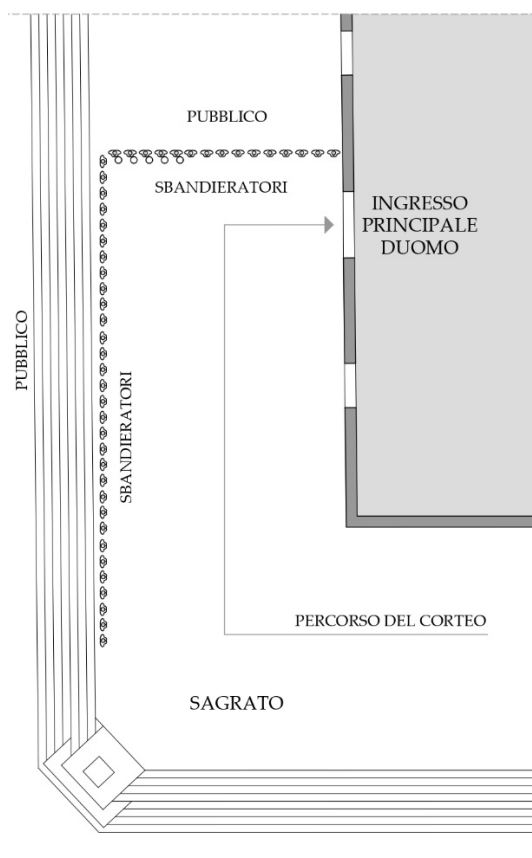 PUBBLICO
SBANDIERATORI
INGRESSO
PRINCIPALE
DUOMO
PUBBLICO
SBANDIERATORI
PERCORSO DEL CORTEO
SAGRATO